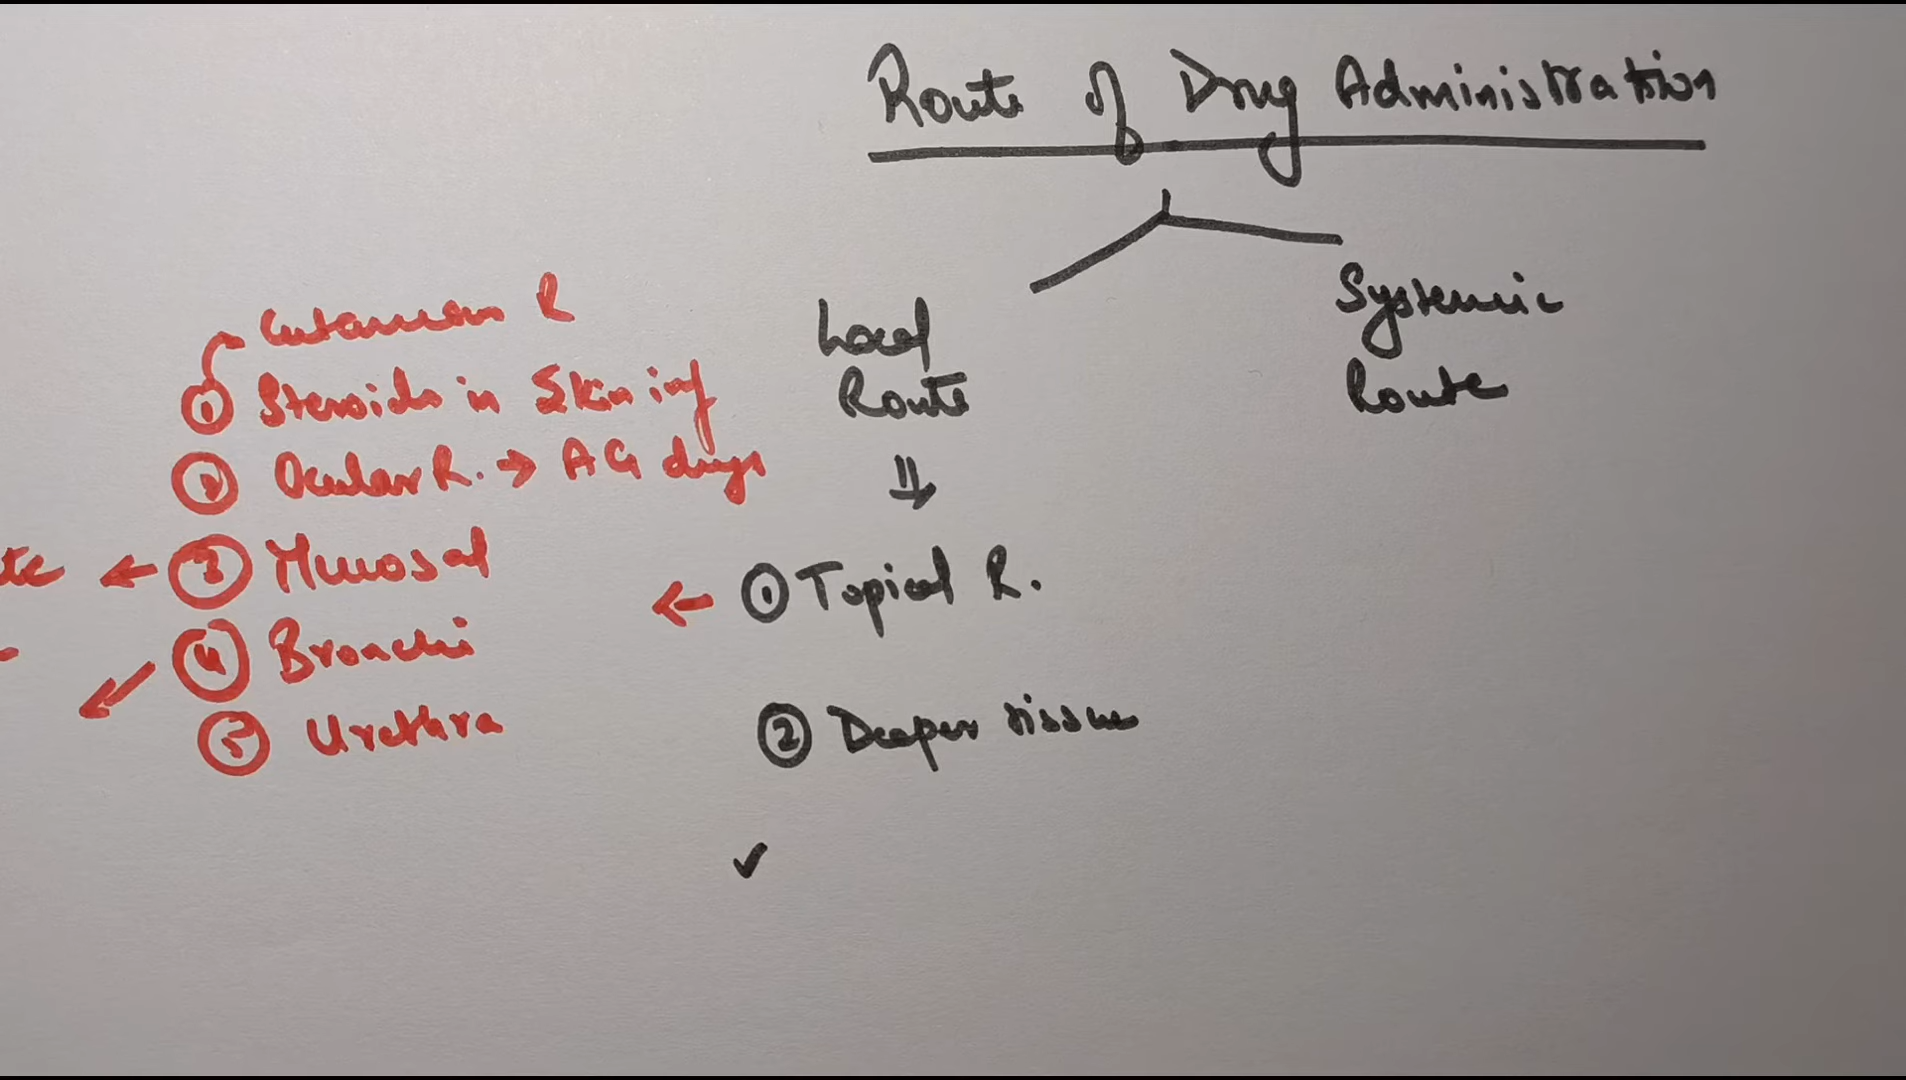 Route of Drug Administration
Local
Route
Systemic
Route
⇓
① Topical R.
② Deeper tissue
✓
←
Cutaneous R
① Steroids in Skin inf
② Ocular R. → AG drugs
← ③ Mucosal
④ Bronchi
⑤ Urethra